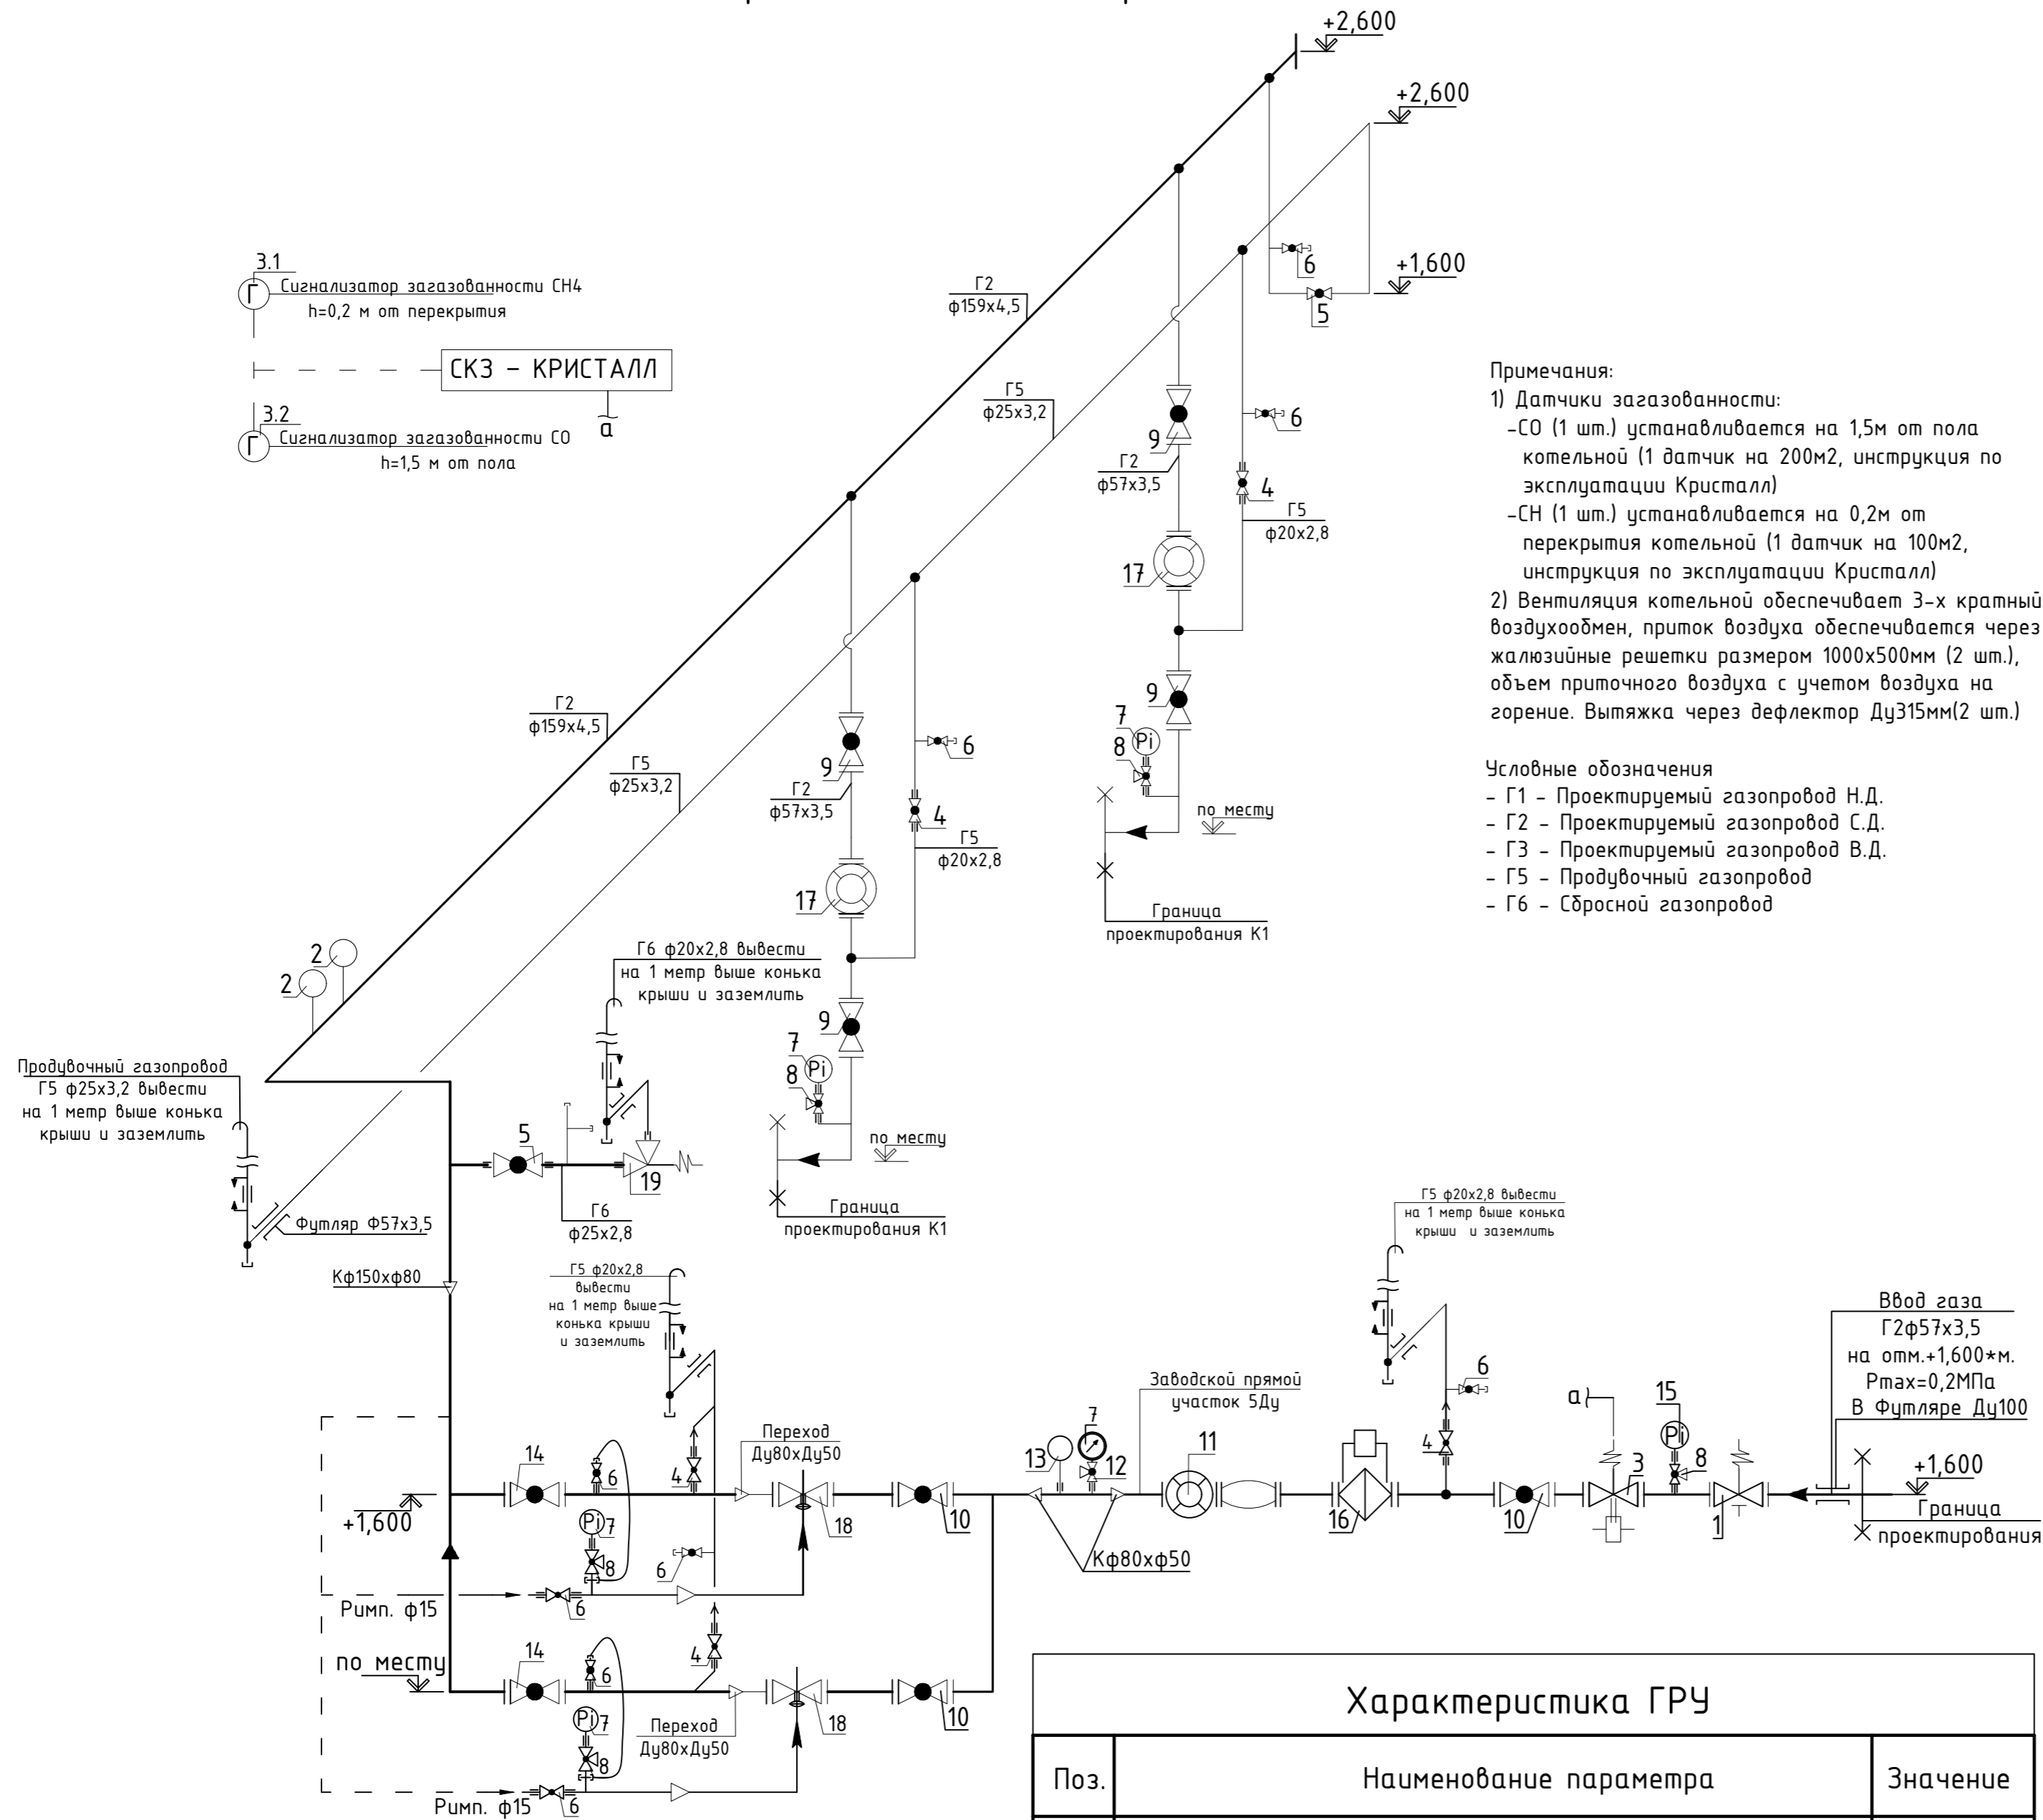 +2,600
+2,600
3.1
Г
Сигнализатор загазованности СН4
h=0,2 м от перекрытия
СКЗ - КРИСТАЛЛ
а
3.2
Г
Сигнализатор загазованности СО
h=1,5 м от пола
6
+1,600
5
Г2
ф159х4,5
Г5
ф25х3,2
9
6
Г2
ф57х3,5
4
Г5
ф20х2,8
17
9
7
Pi
8
по месту
Граница
проектирования К1
Примечания:
1) Датчики загазованности:
-СО (1 шт.) устанавливается на 1,5м от пола
котельной (1 датчик на 200м2, инструкция по
эксплуатации Кристалл)
-СН (1 шт.) устанавливается на 0,2м от
перекрытия котельной (1 датчик на 100м2,
инструкция по эксплуатации Кристалл)
2) Вентиляция котельной обеспечивает 3-х кратный
воздухообмен, приток воздуха обеспечивается через
жалюзийные решетки размером 1000х500мм (2 шт.),
объем приточного воздуха с учетом воздуха на
горение. Вытяжка через дефлектор Ду315мм(2 шт.)
Условные обозначения
- Г1 - Проектируемый газопровод Н.Д.
- Г2 - Проектируемый газопровод С.Д.
- Г3 - Проектируемый газопровод В.Д.
- Г5 - Продувочный газопровод
- Г6 - Сбросной газопровод
Г2
ф159х4,5
Г5
ф25х3,2
9
6
Г2
ф57х3,5
4
Г5
ф20х2,8
17
9
7
Pi
8
по месту
Граница
проектирования К1
2
2
Г6 ф20х2,8 вывести
на 1 метр выше конька
крыши и заземлить
Продувочный газопровод
Г5 ф25х3,2 вывести
на 1 метр выше конька
крыши и заземлить
5
19
Г6
ф25х2,8
Футляр Ф57х3,5
Кф150хф80
Г5 ф20х2,8
вывести
на 1 метр выше
конька крыши
и заземлить
Г5 ф20х2,8 вывести
на 1 метр выше конька
крыши и заземлить
Ввод газа
Г2ф57х3,5
на отм.+1,600*м.
Pmax=0,2МПа
В Футляре Ду100
+1,600
Граница
проектирования
14
6
4
Переход
Ду80хДу50
18
10
13
7
12
Заводской прямой
участок 5Ду
11
16
4
6
10
а
3
15
Pi
8
1
Кф80хф50
+1,600
Pi
7
8
6
6
Римп. ф15
по месту
14
6
4
Переход
Ду80хДу50
18
10
Pi
7
8
6
Римп. ф15
Характеристика ГРУ
Поз.
Наименование параметра
Значение